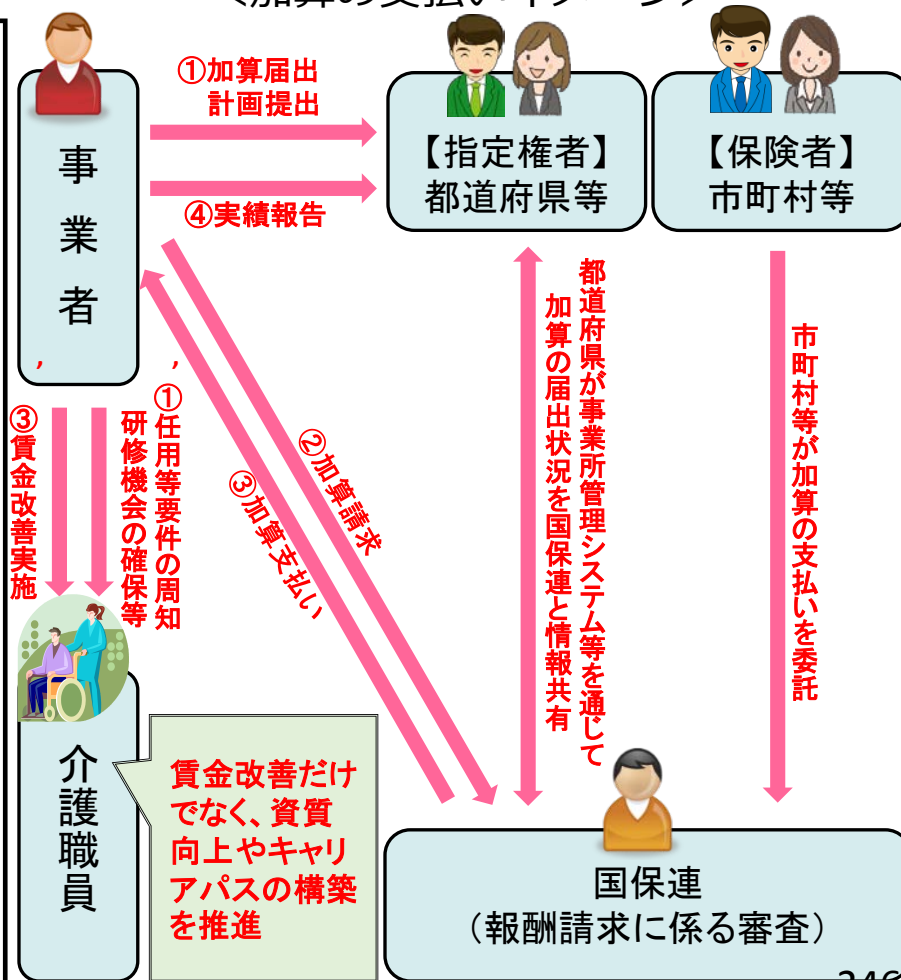 ①加算届出
計画提出
④実績報告
事業者
【指定権者】
都道府県等
【保険者】
市町村等
①任用等要件の周知
研修機会の確保等
③賃金改善実施
②加算請求
③加算支払い
都道府県が事業所管理システム等を通じて
加算の届出状況を国保連と情報共有
市町村等が加算の支払いを委託
介護職員
賃金改善だけ
でなく、資質
向上やキャリ
アパスの構築
を推進
国保連
（報酬請求に係る審査）